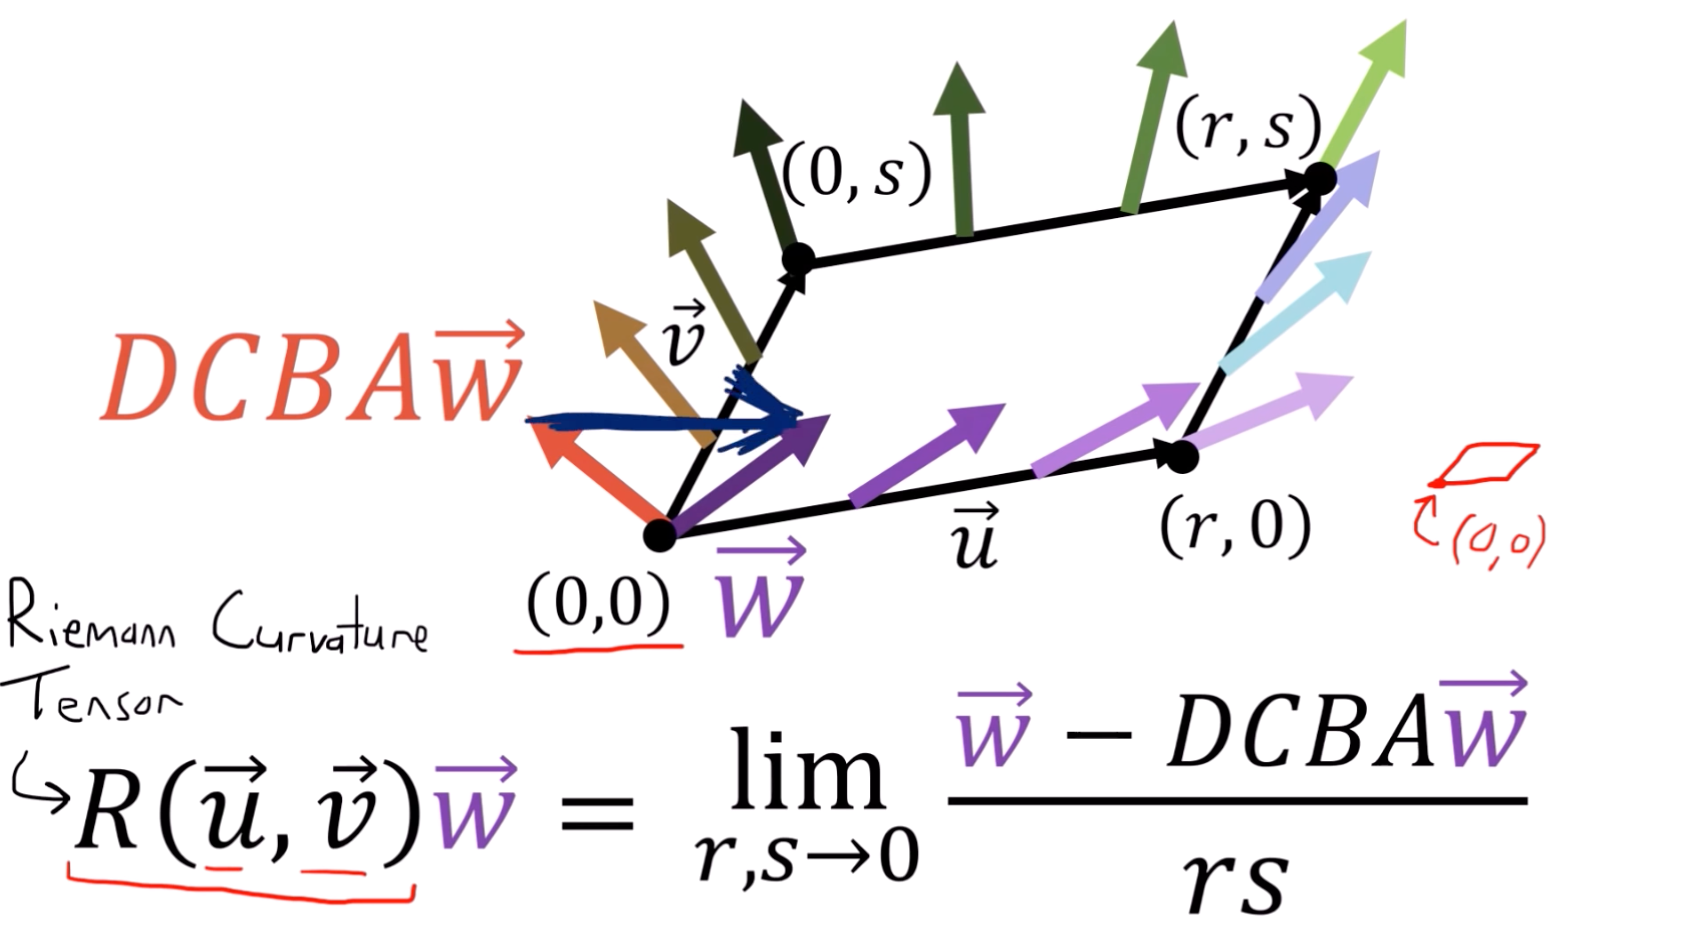 (r, s)
(0, s)
v⃗
DCBAw⃗
u⃗
(r, 0)
(0,0)
(0,0) w⃗
Riemann Curvature
Tensor
R(u⃗, v⃗)w⃗ = lim r,s→0 (w⃗ − DCBAw⃗) / rs